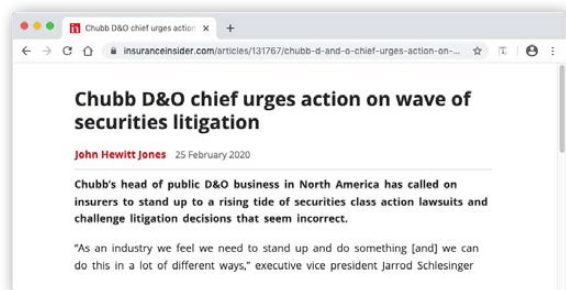 Chubb D&O chief urges action
insuranceinsider.com/articles/131767/chubb-d-and-o-chief-urges-action-on-...
Chubb D&O chief urges action on wave of
securities litigation
John Hewitt Jones 25 February 2020
Chubb's head of public D&O business in North America has called on
insurers to stand up to a rising tide of securities class action lawsuits and
challenge litigation decisions that seem incorrect.
"As an industry we feel we need to stand up and do something [and] we can
do this in a lot of different ways," executive vice president Jarrod Schlesinger